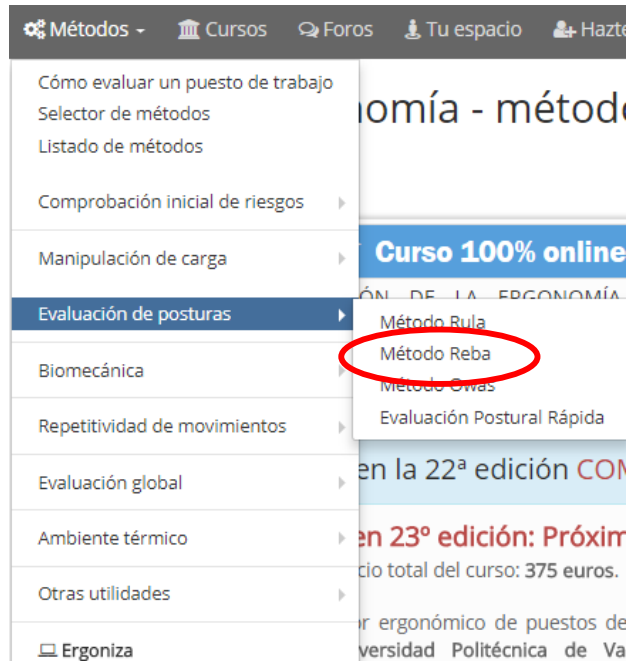 Métodos
Cursos
Foros
Tu espacio
Hazte
Cómo evaluar un puesto de trabajo
Selector de métodos
Listado de métodos
Comprobación inicial de riesgos
Manipulación de carga
Evaluación de posturas
Biomecánica
Repetitividad de movimientos
Evaluación global
Ambiente térmico
Otras utilidades
Ergoniza
Método Rula
Método Reba
Método Owas
Evaluación Postural Rápida
omía - métod
Curso 100% online
ÓN DE LA ERGONOMÍA
en la 22ª edición COM
en 23º edición: Próxim
cio total del curso: 375 euros.
or ergonómico de puestos de
versidad Politécnica de Va